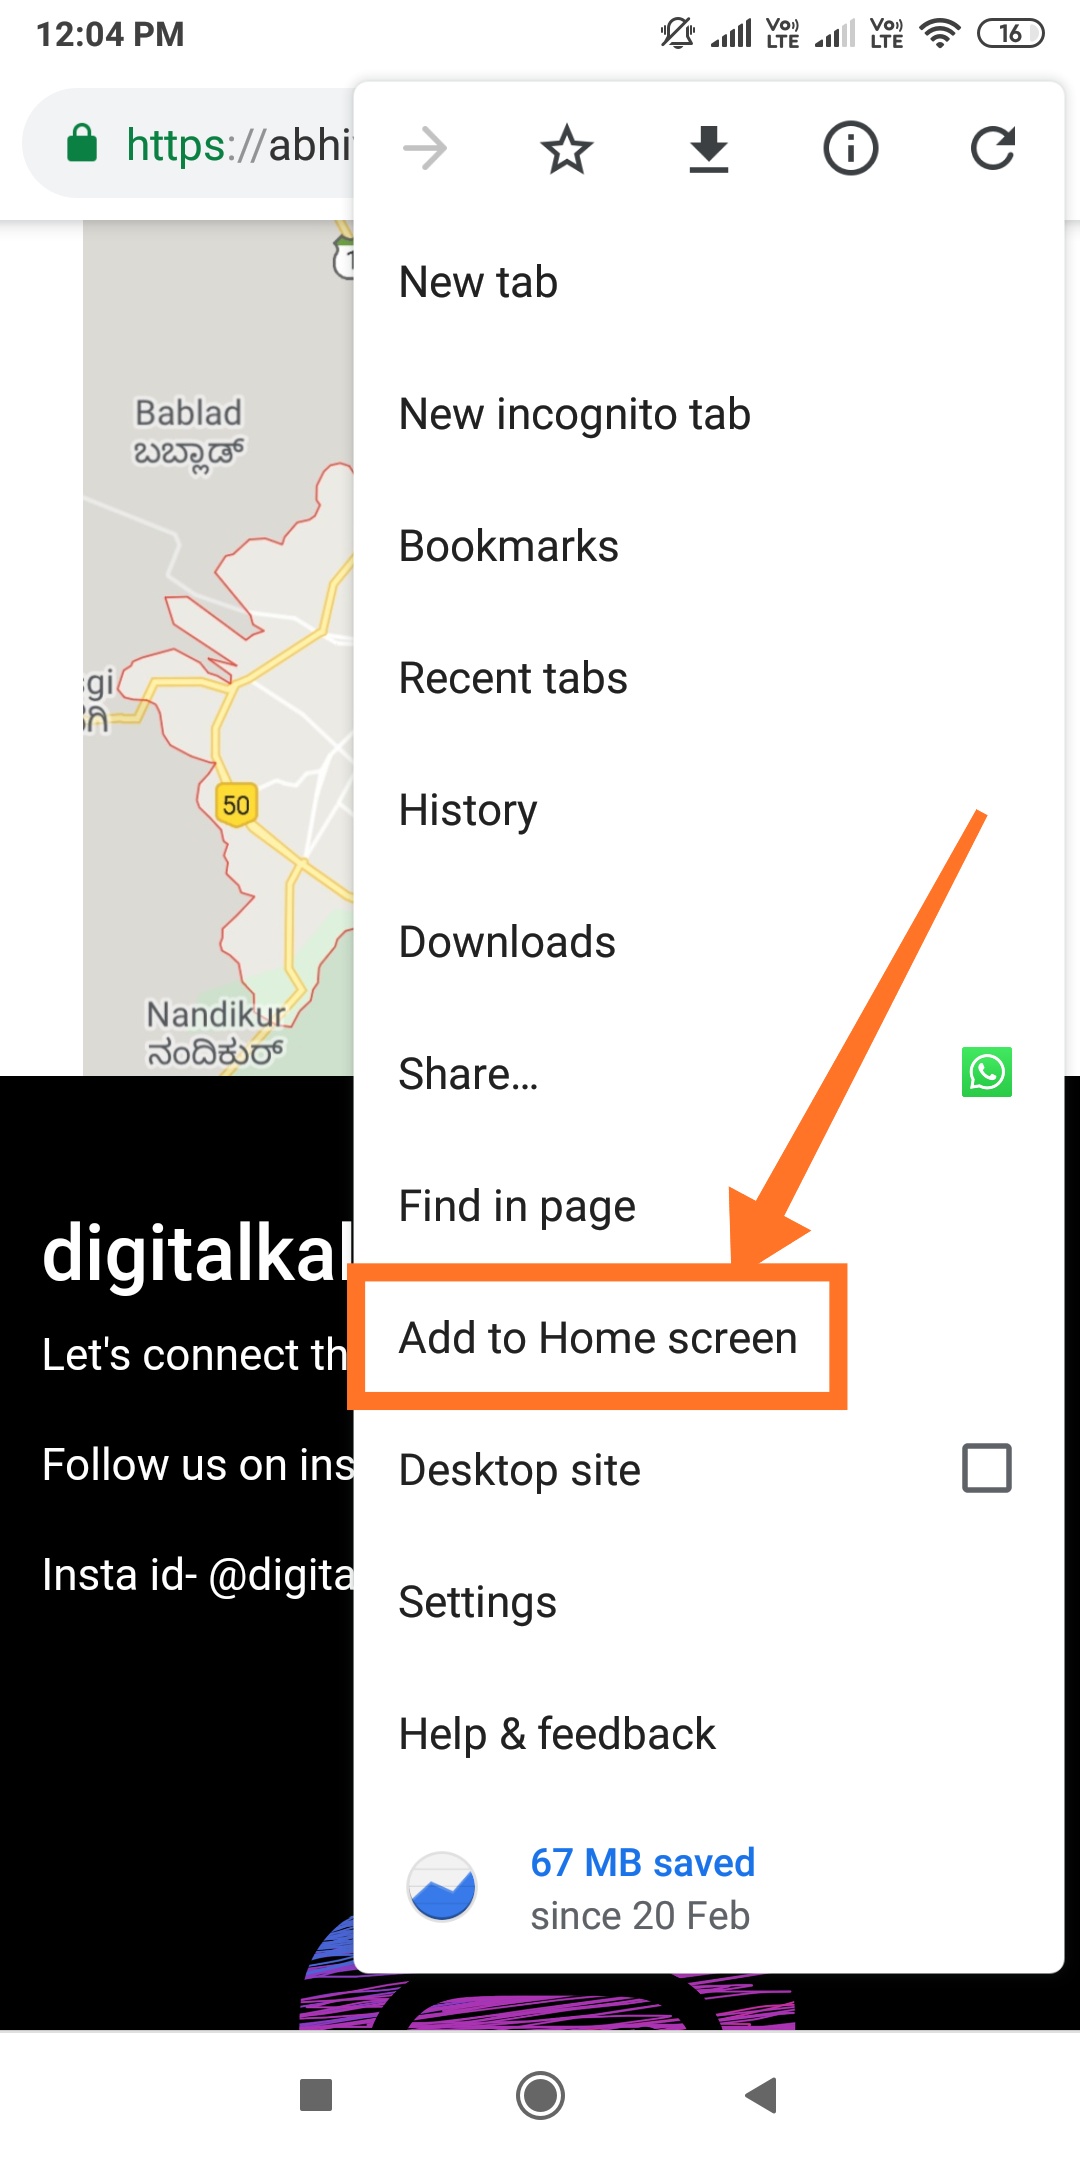 12:04 PM
Vo)) LTE
Vo)) LTE
16
https://abhi
New tab
New incognito tab
Bookmarks
Recent tabs
History
Downloads
Share...
Find in page
Add to Home screen
Desktop site
Settings
Help & feedback
67 MB saved
since 20 Feb
1
Bablad
ಬಬ್ಲಾಡ್
gi
ಗಿ
50
Nandikur
ನಂದಿಕುರ್
digitalkal
Let's connect th
Follow us on ins
Insta id- @digita